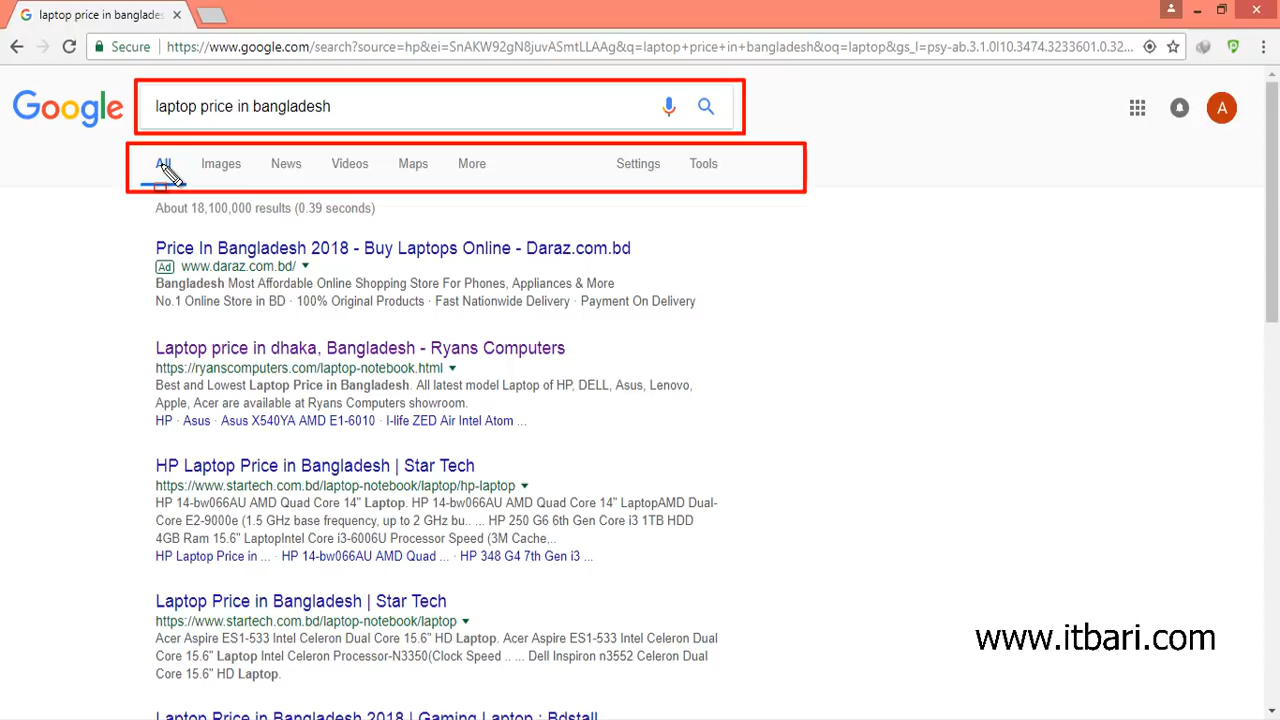 laptop price in banglades
Secure https://www.google.com/search?source=hp&ei=SnAKW92gN8juvASmtLLAAg&q=laptop+price+in+bangladesh&oq=laptop&gs_l=psy-ab.3.1.0l10.3474.3233601.0.32...
Google laptop price in bangladesh A
All Images News Videos Maps More Settings Tools
About 18,100,000 results (0.39 seconds)
Price In Bangladesh 2018 - Buy Laptops Online - Daraz.com.bd
Ad www.daraz.com.bd/
Bangladesh Most Affordable Online Shopping Store For Phones, Appliances & More
No.1 Online Store in BD · 100% Original Products · Fast Nationwide Delivery · Payment On Delivery
Laptop price in dhaka, Bangladesh - Ryans Computers
https://ryanscomputers.com/laptop-notebook.html
Best and Lowest Laptop Price in Bangladesh. All latest model Laptop of HP, DELL, Asus, Lenovo,
Apple, Acer are available at Ryans Computers showroom.
HP · Asus · Asus X540YA AMD E1-6010 · I-life ZED Air Intel Atom ...
HP Laptop Price in Bangladesh | Star Tech
https://www.startech.com.bd/laptop-notebook/laptop/hp-laptop
HP 14-bw066AU AMD Quad Core 14" Laptop. HP 14-bw066AU AMD Quad Core 14" LaptopAMD Dual-
Core E2-9000e (1.5 GHz base frequency, up to 2 GHz bu.. ... HP 250 G6 6th Gen Core i3 1TB HDD
4GB Ram 15.6" LaptopIntel Core i3-6006U Processor Speed (3M Cache,..
HP Laptop Price in ... · HP 14-bw066AU AMD Quad ... · HP 348 G4 7th Gen i3 ...
Laptop Price in Bangladesh | Star Tech
https://www.startech.com.bd/laptop-notebook/laptop
Acer Aspire ES1-533 Intel Celeron Dual Core 15.6" HD Laptop. Acer Aspire ES1-533 Intel Celeron Dual
Core 15.6" Laptop Intel Celeron Processor-N3350(Clock Speed .. ... Dell Inspiron n3552 Celeron Dual
Core 15.6" HD Laptop.
www.itbari.com
Laptop Price in Bangladesh 2018 | Gaming Laptop : Bdstall